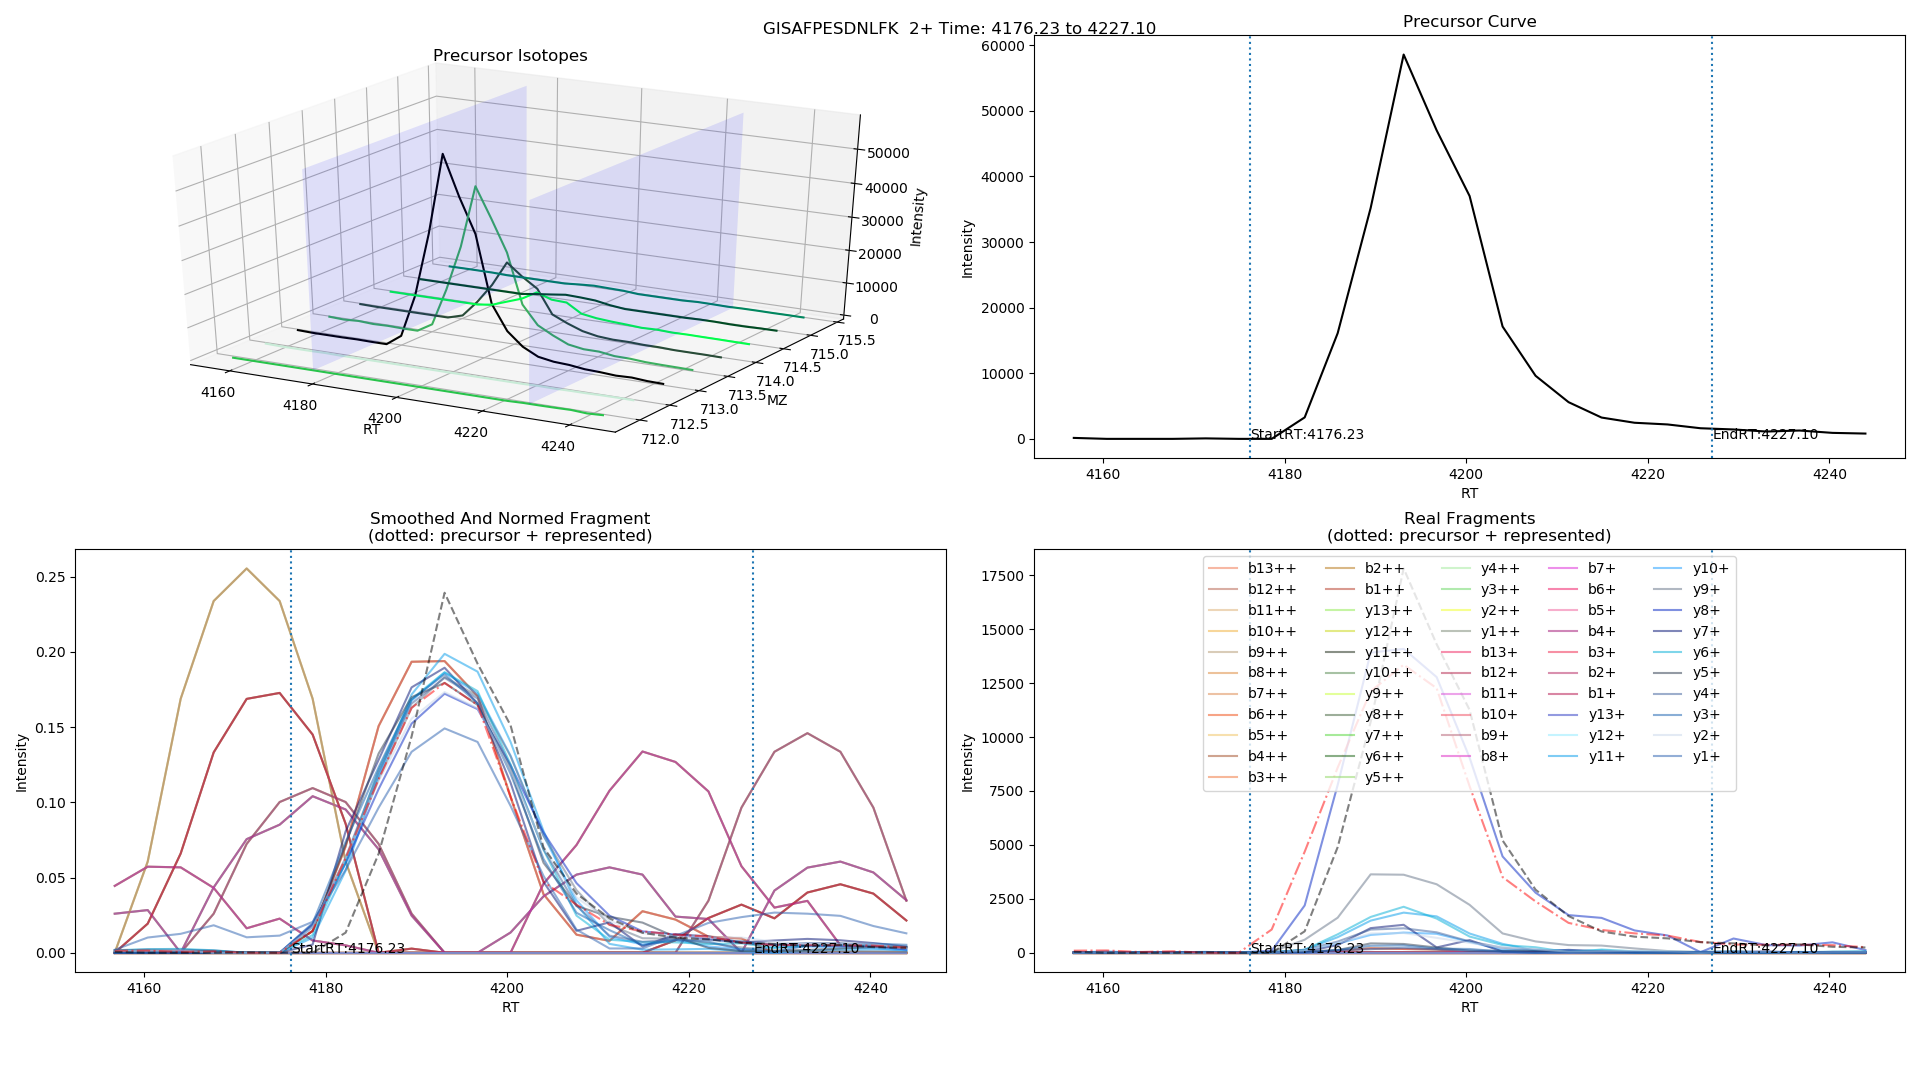 GISAFPESDNLFK  2+ Time: 4176.23 to 4227.10
Precursor Isotopes
50000
40000
30000
20000
10000
0
Intensity
715.5
715.0
714.5
714.0
713.5
713.0
712.5
712.0
MZ
4160
4180
4200
4220
4240
RT
Precursor Curve
60000
50000
40000
30000
20000
10000
0
Intensity
StartRT:4176.23
EndRT:4227.10
4160
4180
4200
4220
4240
RT
Smoothed And Normed Fragment
(dotted: precursor + represented)
0.25
0.20
0.15
0.10
0.05
0.00
Intensity
StartRT:4176.23
EndRT:4227.10
4160
4180
4200
4220
4240
RT
Real Fragments
(dotted: precursor + represented)
17500
15000
12500
10000
7500
5000
2500
0
Intensity
b13++
b12++
b11++
b10++
b9++
b8++
b7++
b6++
b5++
b4++
b3++
b2++
b1++
y13++
y12++
y11++
y10++
y9++
y8++
y7++
y6++
y5++
y4++
y3++
y2++
y1++
b13+
b12+
b11+
b10+
b9+
b8+
b7+
b6+
b5+
b4+
b3+
b2+
b1+
y13+
y12+
y11+
y10+
y9+
y8+
y7+
y6+
y5+
y4+
y3+
y2+
y1+
StartRT:4176.23
EndRT:4227.10
4160
4180
4200
4220
4240
RT